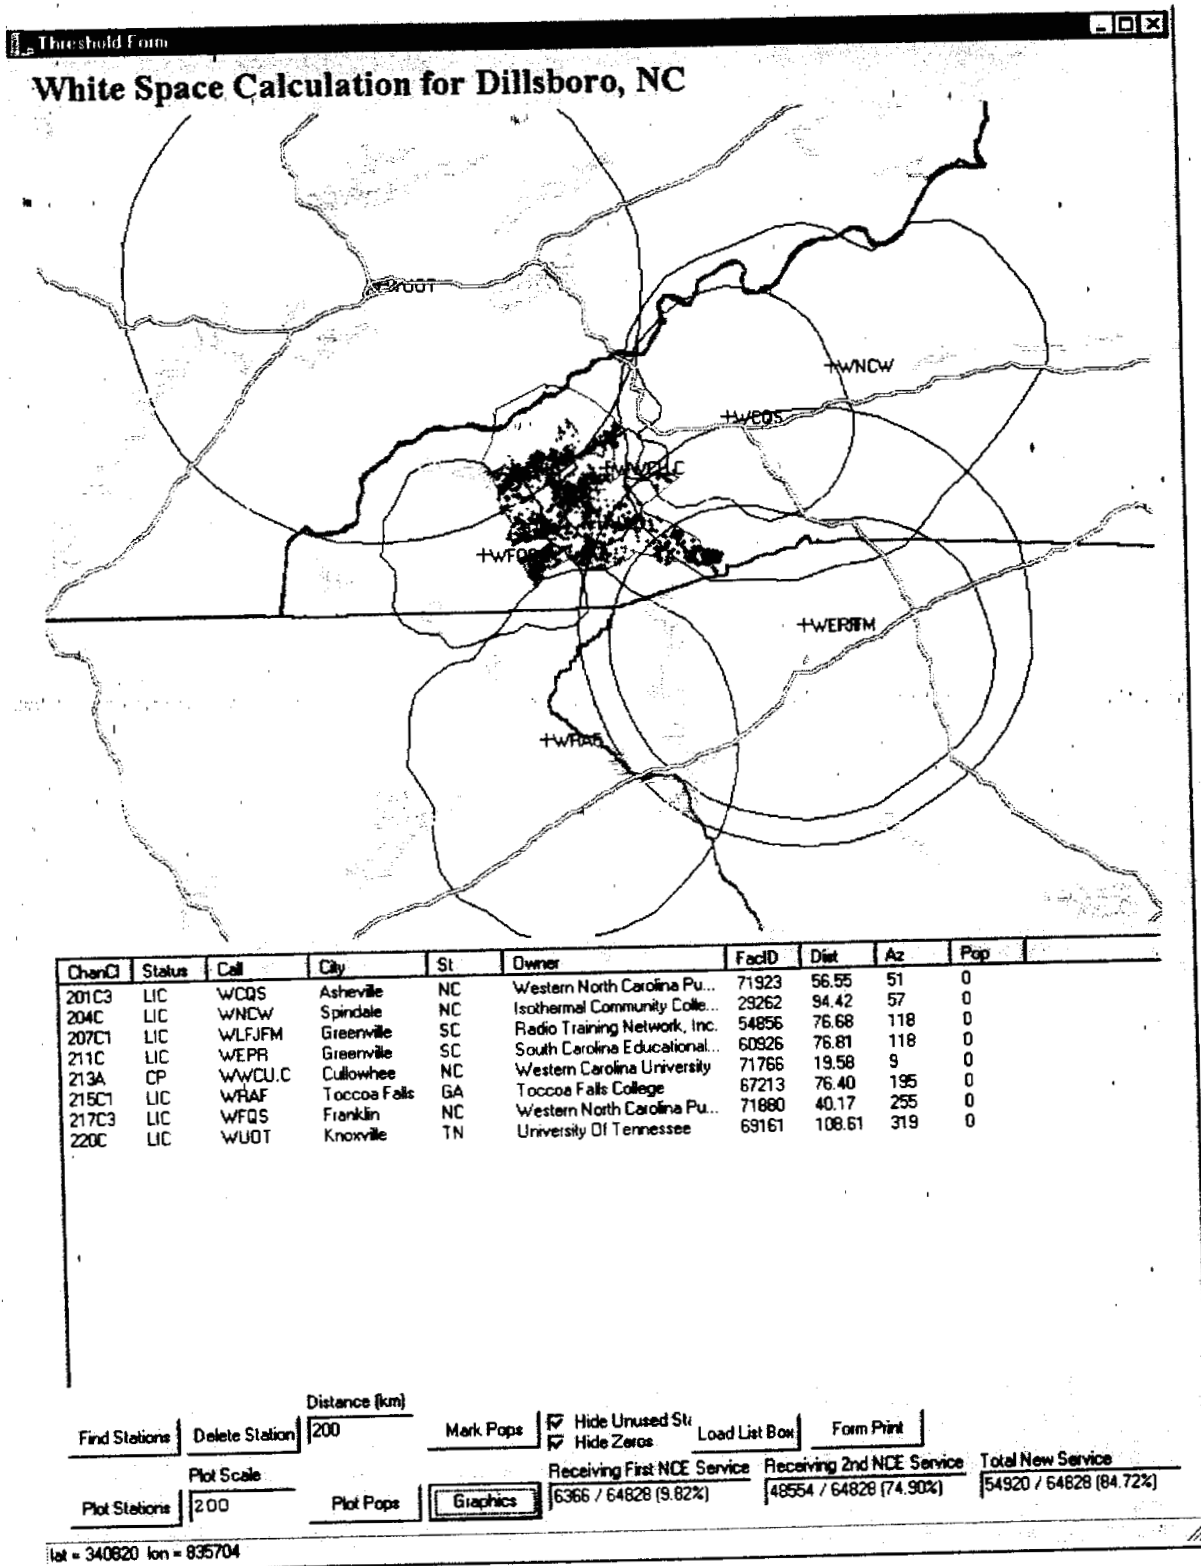 Threshold Form
White Space Calculation for Dillsboro, NC
WUOT
+WNCW
+WCQS
+WRAF
ChanCl Status Call City St Owner FacID Dist Az Pop
201C3 LIC WCQS Asheville NC Western North Carolina Pu... 71923 56.55 51 0
204C LIC WNCW Spindale NC Isothermal Community Colle... 29262 94.42 57 0
207C1 LIC WLFJFM Greenville SC Radio Training Network, Inc. 54856 76.68 118 0
211C LIC WEPR Greenville SC South Carolina Educational... 60926 76.81 118 0
213A CP WWCU.C Cullowhee NC Western Carolina University 71766 19.58 9 0
215C1 LIC WRAF Toccoa Falls GA Toccoa Falls College 67213 76.40 195 0
217C3 LIC WFQS Franklin NC Western North Carolina Pu... 71880 40.17 255 0
220C LIC WUOT Knoxville TN University Of Tennessee 69161 108.61 319 0
Distance (km)
Find Stations Delete Station 200 Mark Pops Hide Unused Sta Load List Box Form Print
Hide Zeros
Plot Scale Receiving First NCE Service Receiving 2nd NCE Service Total New Service
Plot Stations 200 Plot Pops Graphics 6366 / 64828 (9.82%) 48554 / 64828 (74.90%) 54920 / 64828 (84.72%)
lat = 340820 lon = 835704